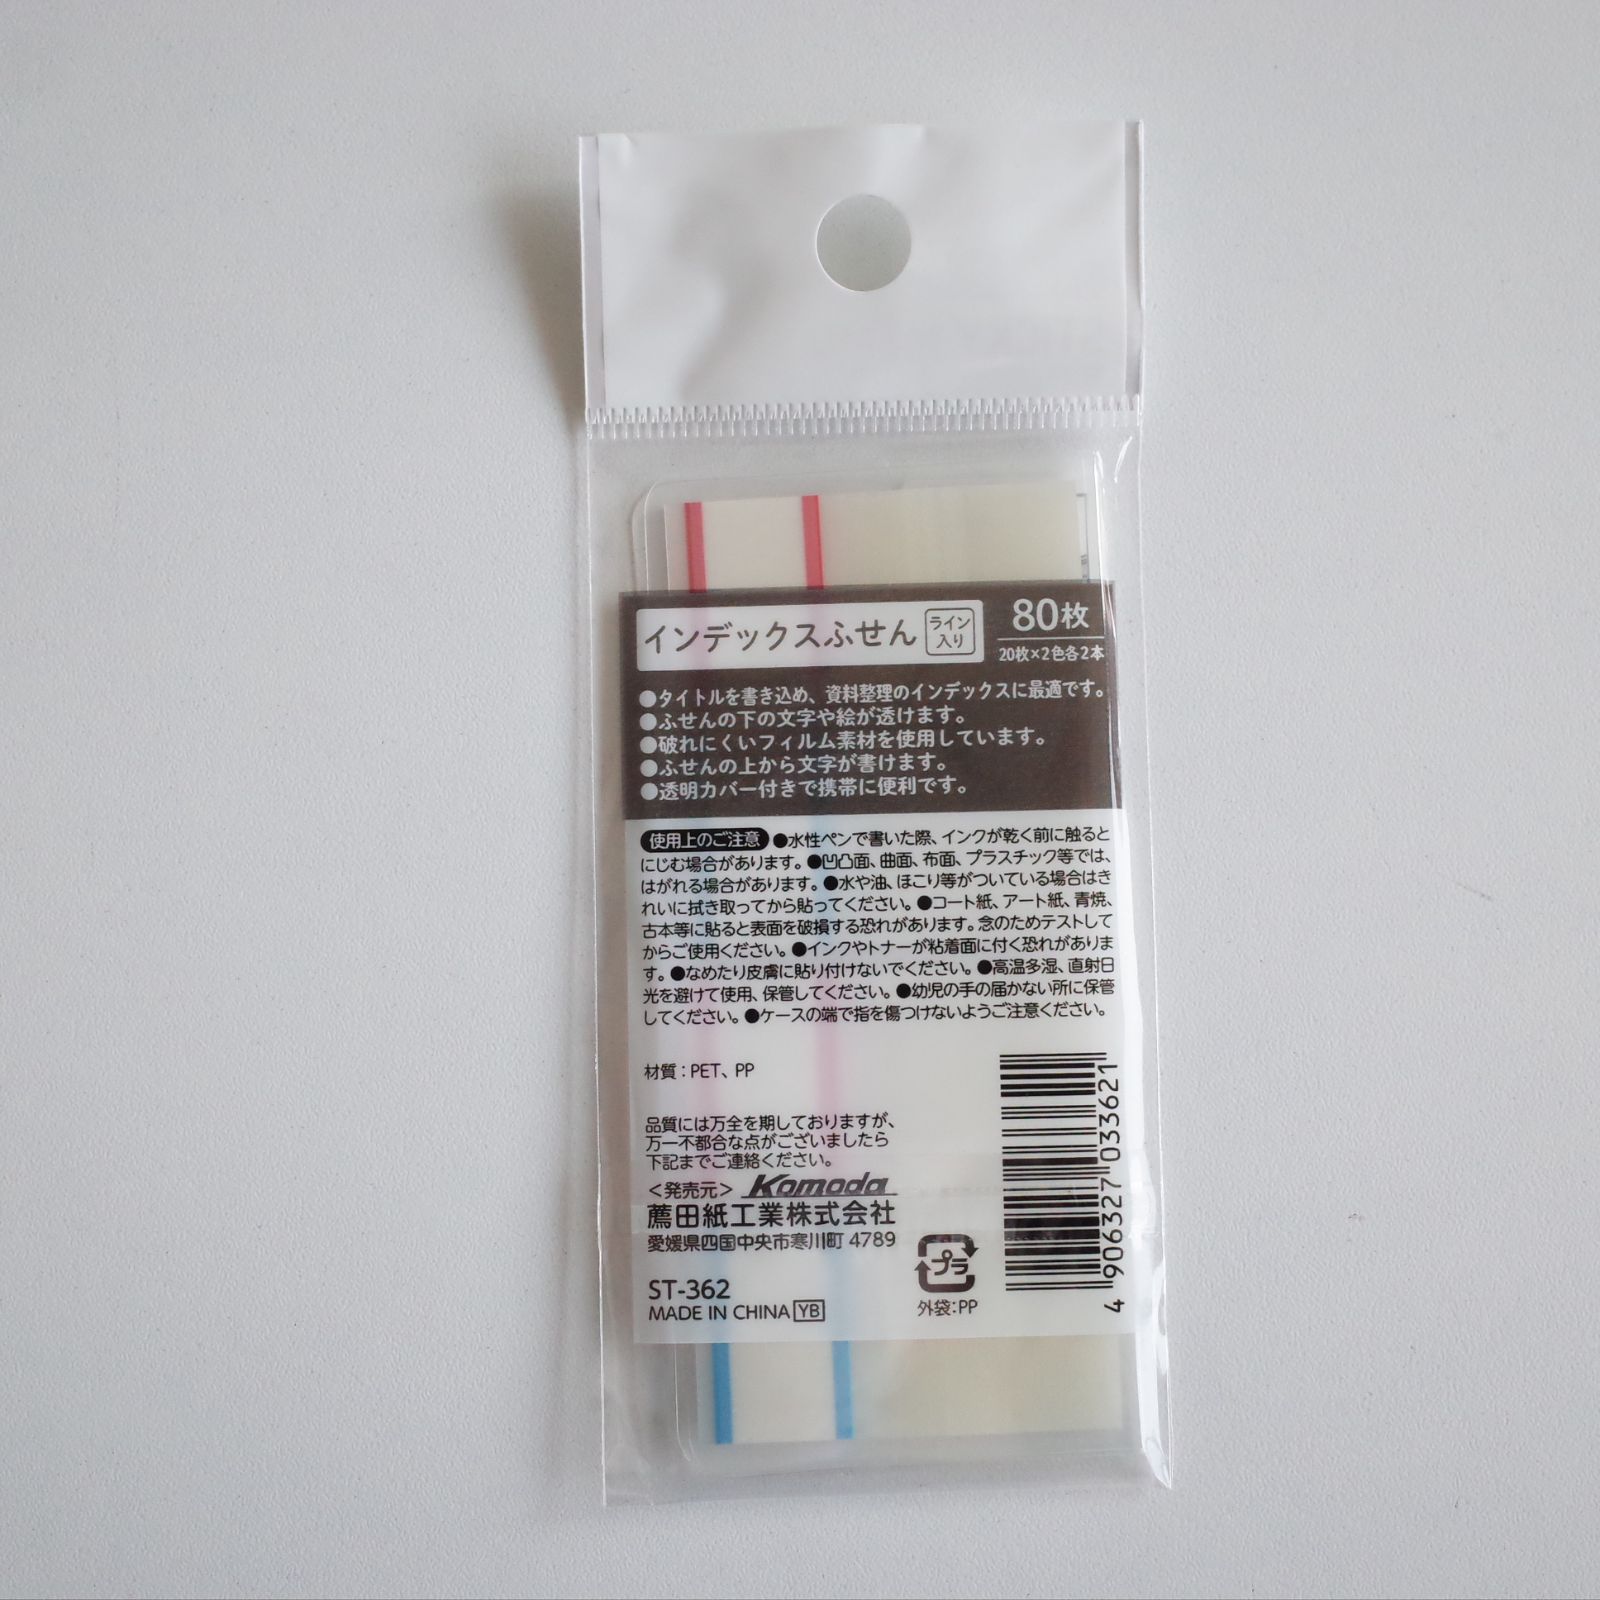 インデックスふせん ライン入り
80枚
20枚×2色各2本
●タイトルを書き込め、資料整理のインデックスに最適です。
●ふせんの下の文字や絵が透けます。
●破れにくいフィルム素材を使用しています。
●ふせんの上から文字が書けます。
●透明カバー付きで携帯に便利です。
使用上のご注意 ●水性ペンで書いた際、インクが乾く前に触ると
にじむ場合があります。●凹凸面、曲面、布面、プラスチック等では、
はがれる場合があります。●水や油、ほこり等がついている場合はき
れいに拭き取ってから貼ってください。●コート紙、アート紙、青焼、
古本等に貼ると表面を破損する恐れがあります。念のためテストして
からご使用ください。●インクやトナーが粘着面に付く恐れがありま
す。●なめたり皮膚に貼り付けないでください。●高温多湿、直射日
光を避けて使用、保管してください。●幼児の手の届かない所に保管
してください。●ケースの端で指を傷つけないようご注意ください。
材質：PET、PP
品質には万全を期しておりますが、
万一不都合な点がございましたら
下記までご連絡ください。
＜発売元＞ Komoda
薦田紙工業株式会社
愛媛県四国中央市寒川町 4789
ST-362
MADE IN CHINA YB
プラ
外袋：PP
4 906327 033621